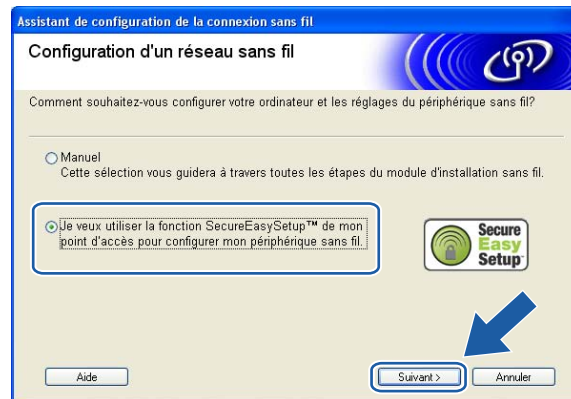 Assistant de configuration de la connexion sans fil
Configuration d'un réseau sans fil
Comment souhaitez-vous configurer votre ordinateur et les réglages du périphérique sans fil?
Manuel
Cette sélection vous guidera à travers toutes les étapes du module d'installation sans fil.
Je veux utiliser la fonction SecureEasySetup™ de mon
point d'accès pour configurer mon périphérique sans fil.
Secure
Easy
Setup™
Aide
Suivant >
Annuler